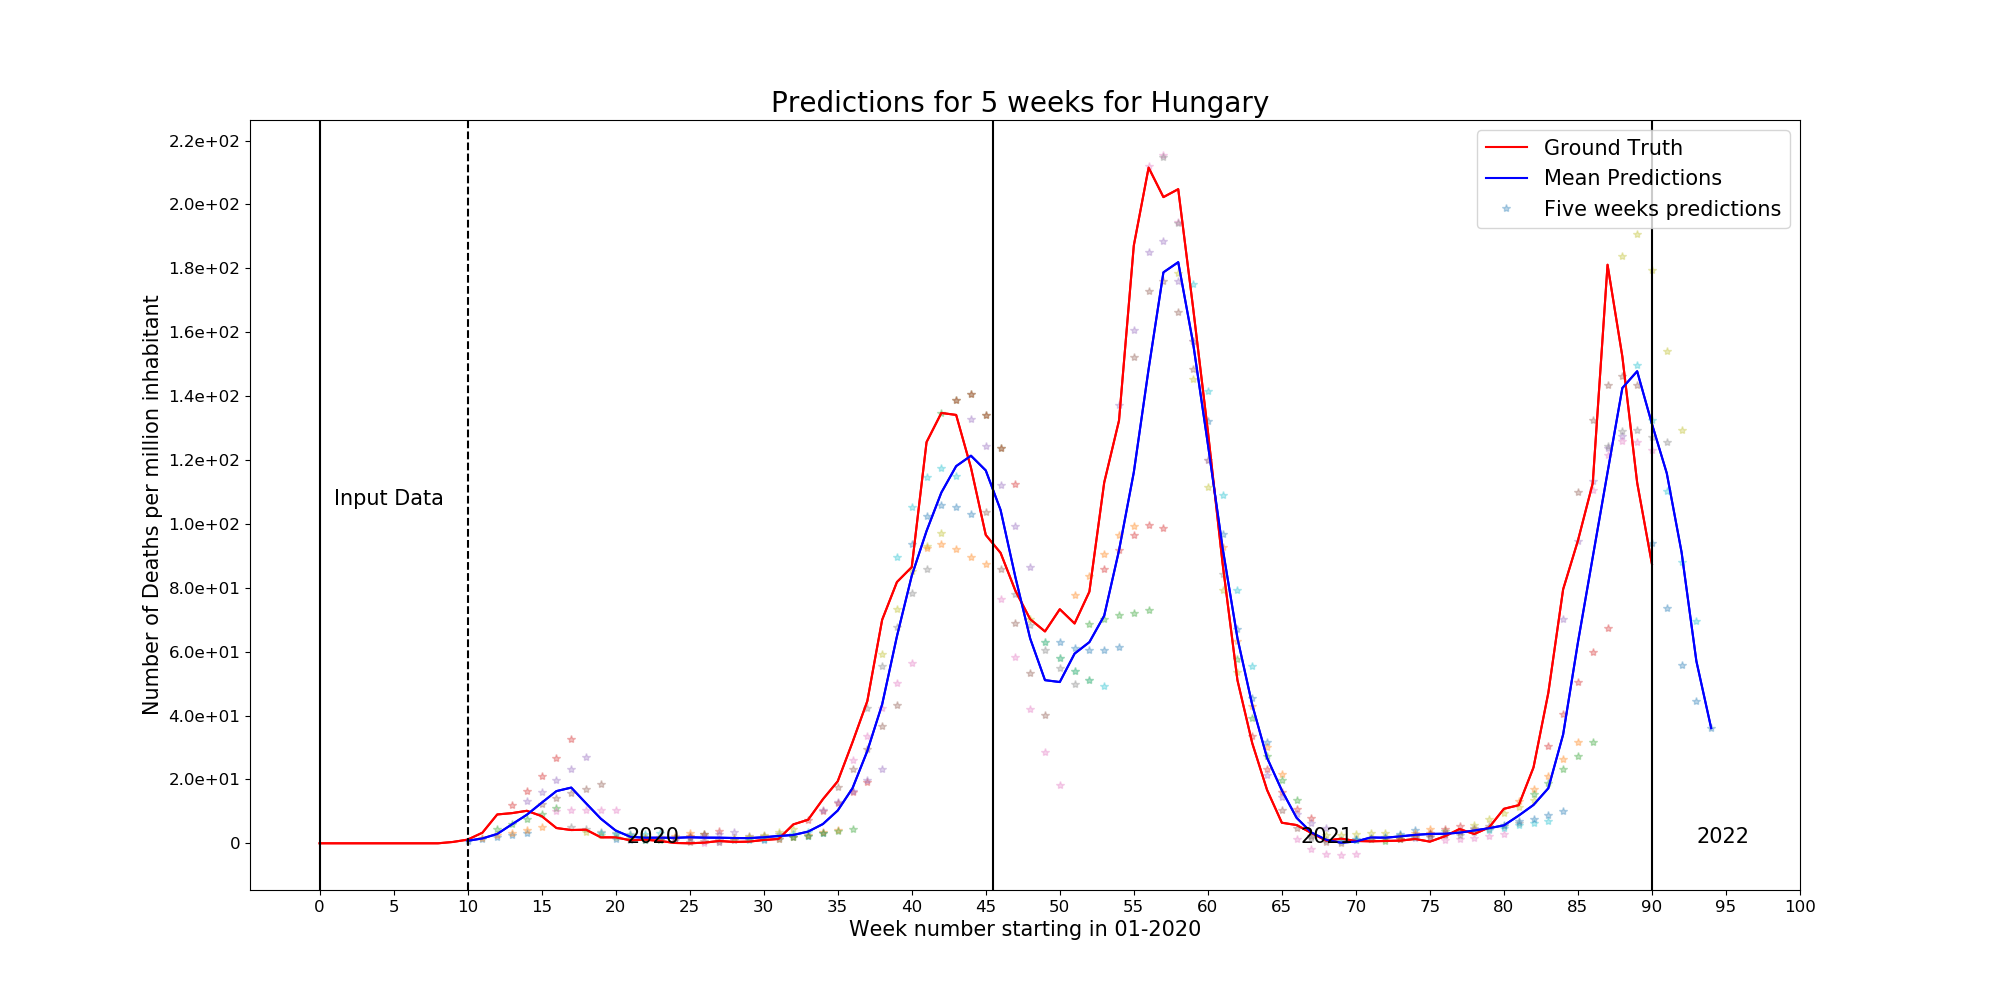 Predictions for 5 weeks for Hungary
2.2e+02
2.0e+02
1.8e+02
1.6e+02
1.4e+02
1.2e+02
1.0e+02
8.0e+01
6.0e+01
4.0e+01
2.0e+01
0
Number of Deaths per million inhabitant
Ground Truth
Mean Predictions
Five weeks predictions
Input Data
2020
2021
2022
0 5 10 15 20 25 30 35 40 45 50 55 60 65 70 75 80 85 90 95 100
Week number starting in 01-2020